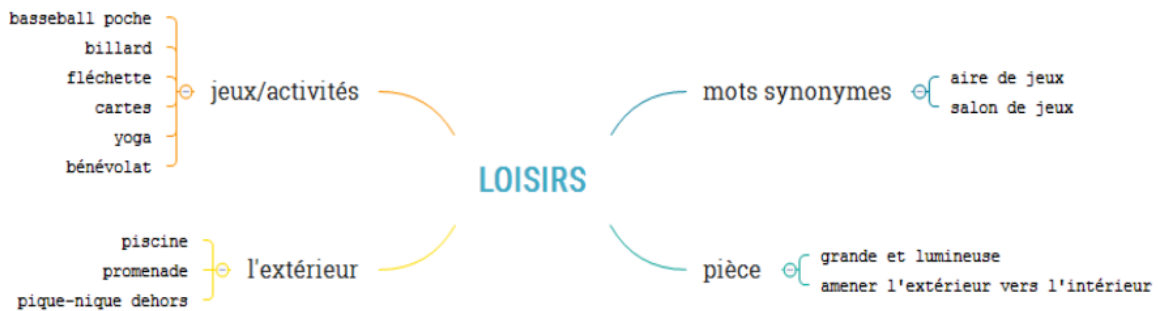 basseball poche
billard
fléchette
cartes
yoga
bénévolat
jeux/activités
mots synonymes
aire de jeux
salon de jeux
LOISIRS
piscine
promenade
pique-nique dehors
l'extérieur
pièce
grande et lumineuse
amener l'extérieur vers l'intérieur